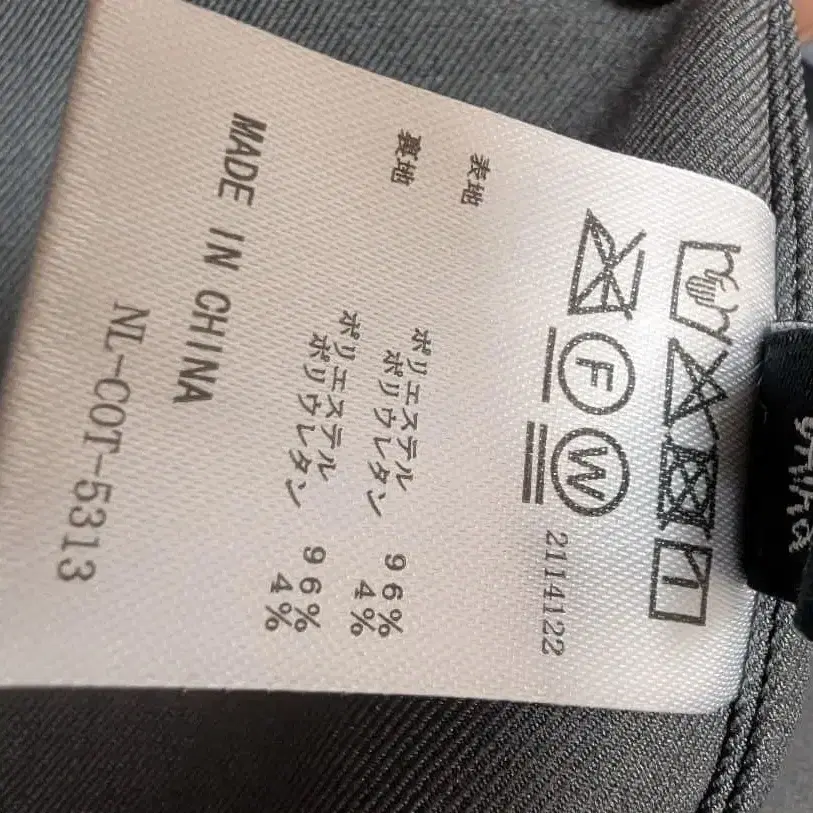 F W 2114122
表地 ポリエステル 96%
ポリウレタン 4%
裏地 ポリエステル 96%
ポリウレタン 4%
MADE IN CHINA
NL-COT-5313